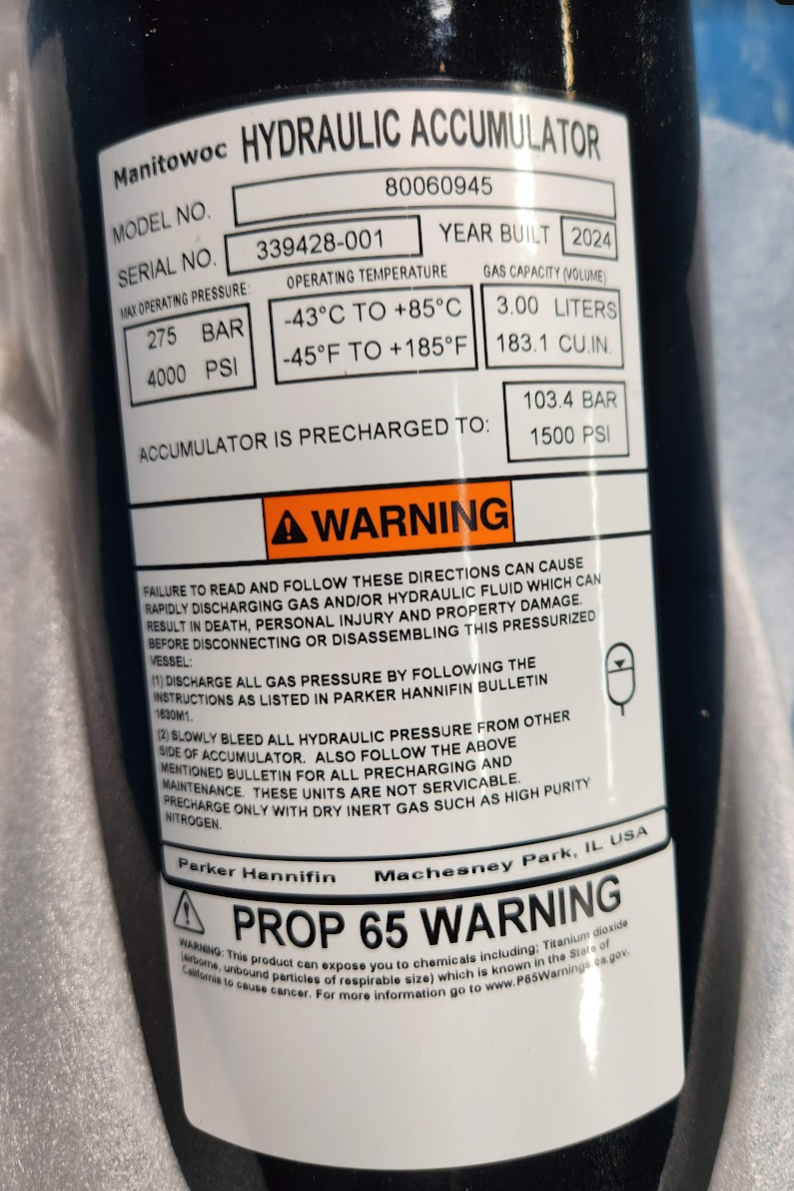 Manitowoc HYDRAULIC ACCUMULATOR
MODEL NO. 80060945
SERIAL NO. 339428-001 YEAR BUILT 2024
MAX OPERATING PRESSURE: OPERATING TEMPERATURE GAS CAPACITY (VOLUME)
275 BAR -43°C TO +85°C 3.00 LITERS
4000 PSI -45°F TO +185°F 183.1 CU.IN.
103.4 BAR
ACCUMULATOR IS PRECHARGED TO: 1500 PSI
WARNING
FAILURE TO READ AND FOLLOW THESE DIRECTIONS CAN CAUSE
RAPIDLY DISCHARGING GAS AND/OR HYDRAULIC FLUID WHICH CAN
RESULT IN DEATH, PERSONAL INJURY AND PROPERTY DAMAGE.
BEFORE DISCONNECTING OR DISASSEMBLING THIS PRESSURIZED
VESSEL:
(1) DISCHARGE ALL GAS PRESSURE BY FOLLOWING THE
INSTRUCTIONS AS LISTED IN PARKER HANNIFIN BULLETIN
1630M1.
(2) SLOWLY BLEED ALL HYDRAULIC PRESSURE FROM OTHER
SIDE OF ACCUMULATOR. ALSO FOLLOW THE ABOVE
MENTIONED BULLETIN FOR ALL PRECHARGING AND
MAINTENANCE. THESE UNITS ARE NOT SERVICABLE.
PRECHARGE ONLY WITH DRY INERT GAS SUCH AS HIGH PURITY
NITROGEN.
Parker Hannifin Machesney Park, IL USA
PROP 65 WARNING
WARNING: This product can expose you to chemicals including; Titanium dioxide
(airborne, unbound particles of respirable size) which is known in the State of
California to cause cancer. For more information go to www.P65Warnings.ca.gov.